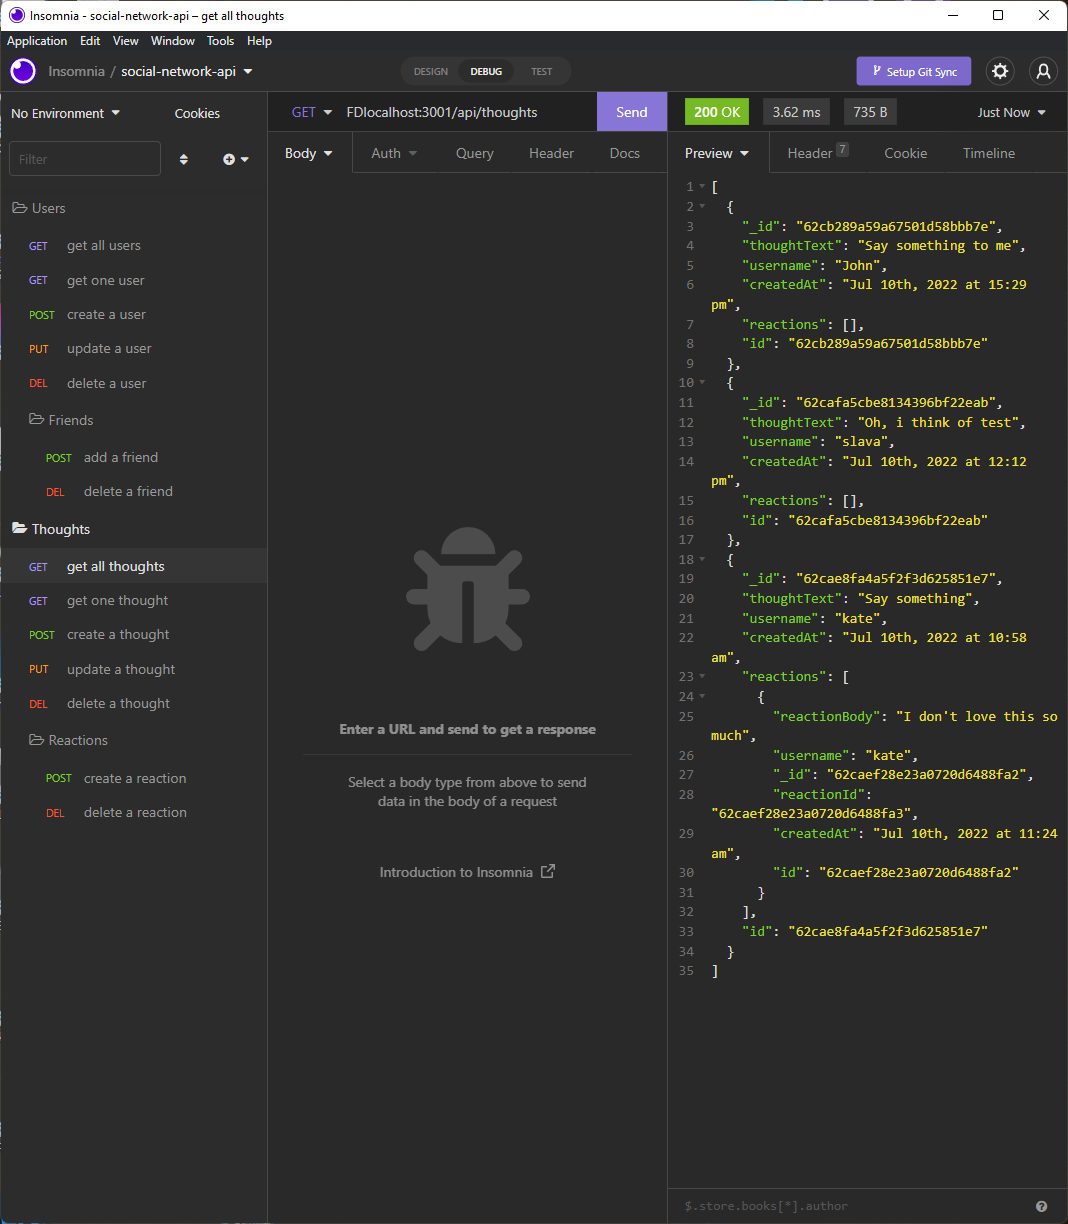 Insomnia - social-network-api – get all thoughts
Application Edit View Window Tools Help
Insomnia / social-network-api
DESIGN DEBUG TEST
Setup Git Sync
No Environment Cookies
Filter
Users
GET get all users
GET get one user
POST create a user
PUT update a user
DEL delete a user
Friends
POST add a friend
DEL delete a friend
Thoughts
GET get all thoughts
GET get one thought
POST create a thought
PUT update a thought
DEL delete a thought
Reactions
POST create a reaction
DEL delete a reaction
GET FDlocalhost:3001/api/thoughts Send
Body Auth Query Header Docs
Enter a URL and send to get a response
Select a body type from above to send
data in the body of a request
Introduction to Insomnia
200 OK 3.62 ms 735 B Just Now
Preview Header 7 Cookie Timeline
1 [
2 {
3 "_id": "62cb289a59a67501d58bbb7e",
4 "thoughtText": "Say something to me",
5 "username": "John",
6 "createdAt": "Jul 10th, 2022 at 15:29
pm",
7 "reactions": [],
8 "id": "62cb289a59a67501d58bbb7e"
9 },
10 {
11 "_id": "62cafa5cbe8134396bf22eab",
12 "thoughtText": "Oh, i think of test",
13 "username": "slava",
14 "createdAt": "Jul 10th, 2022 at 12:12
pm",
15 "reactions": [],
16 "id": "62cafa5cbe8134396bf22eab"
17 },
18 {
19 "_id": "62cae8fa4a5f2f3d625851e7",
20 "thoughtText": "Say something",
21 "username": "kate",
22 "createdAt": "Jul 10th, 2022 at 10:58
am",
23 "reactions": [
24 {
25 "reactionBody": "I don't love this so
much",
26 "username": "kate",
27 "_id": "62caef28e23a0720d6488fa2",
28 "reactionId":
"62caef28e23a0720d6488fa3",
29 "createdAt": "Jul 10th, 2022 at 11:24
am",
30 "id": "62caef28e23a0720d6488fa2"
31 }
32 ],
33 "id": "62cae8fa4a5f2f3d625851e7"
34 }
35 ]
$.store.books[*].author